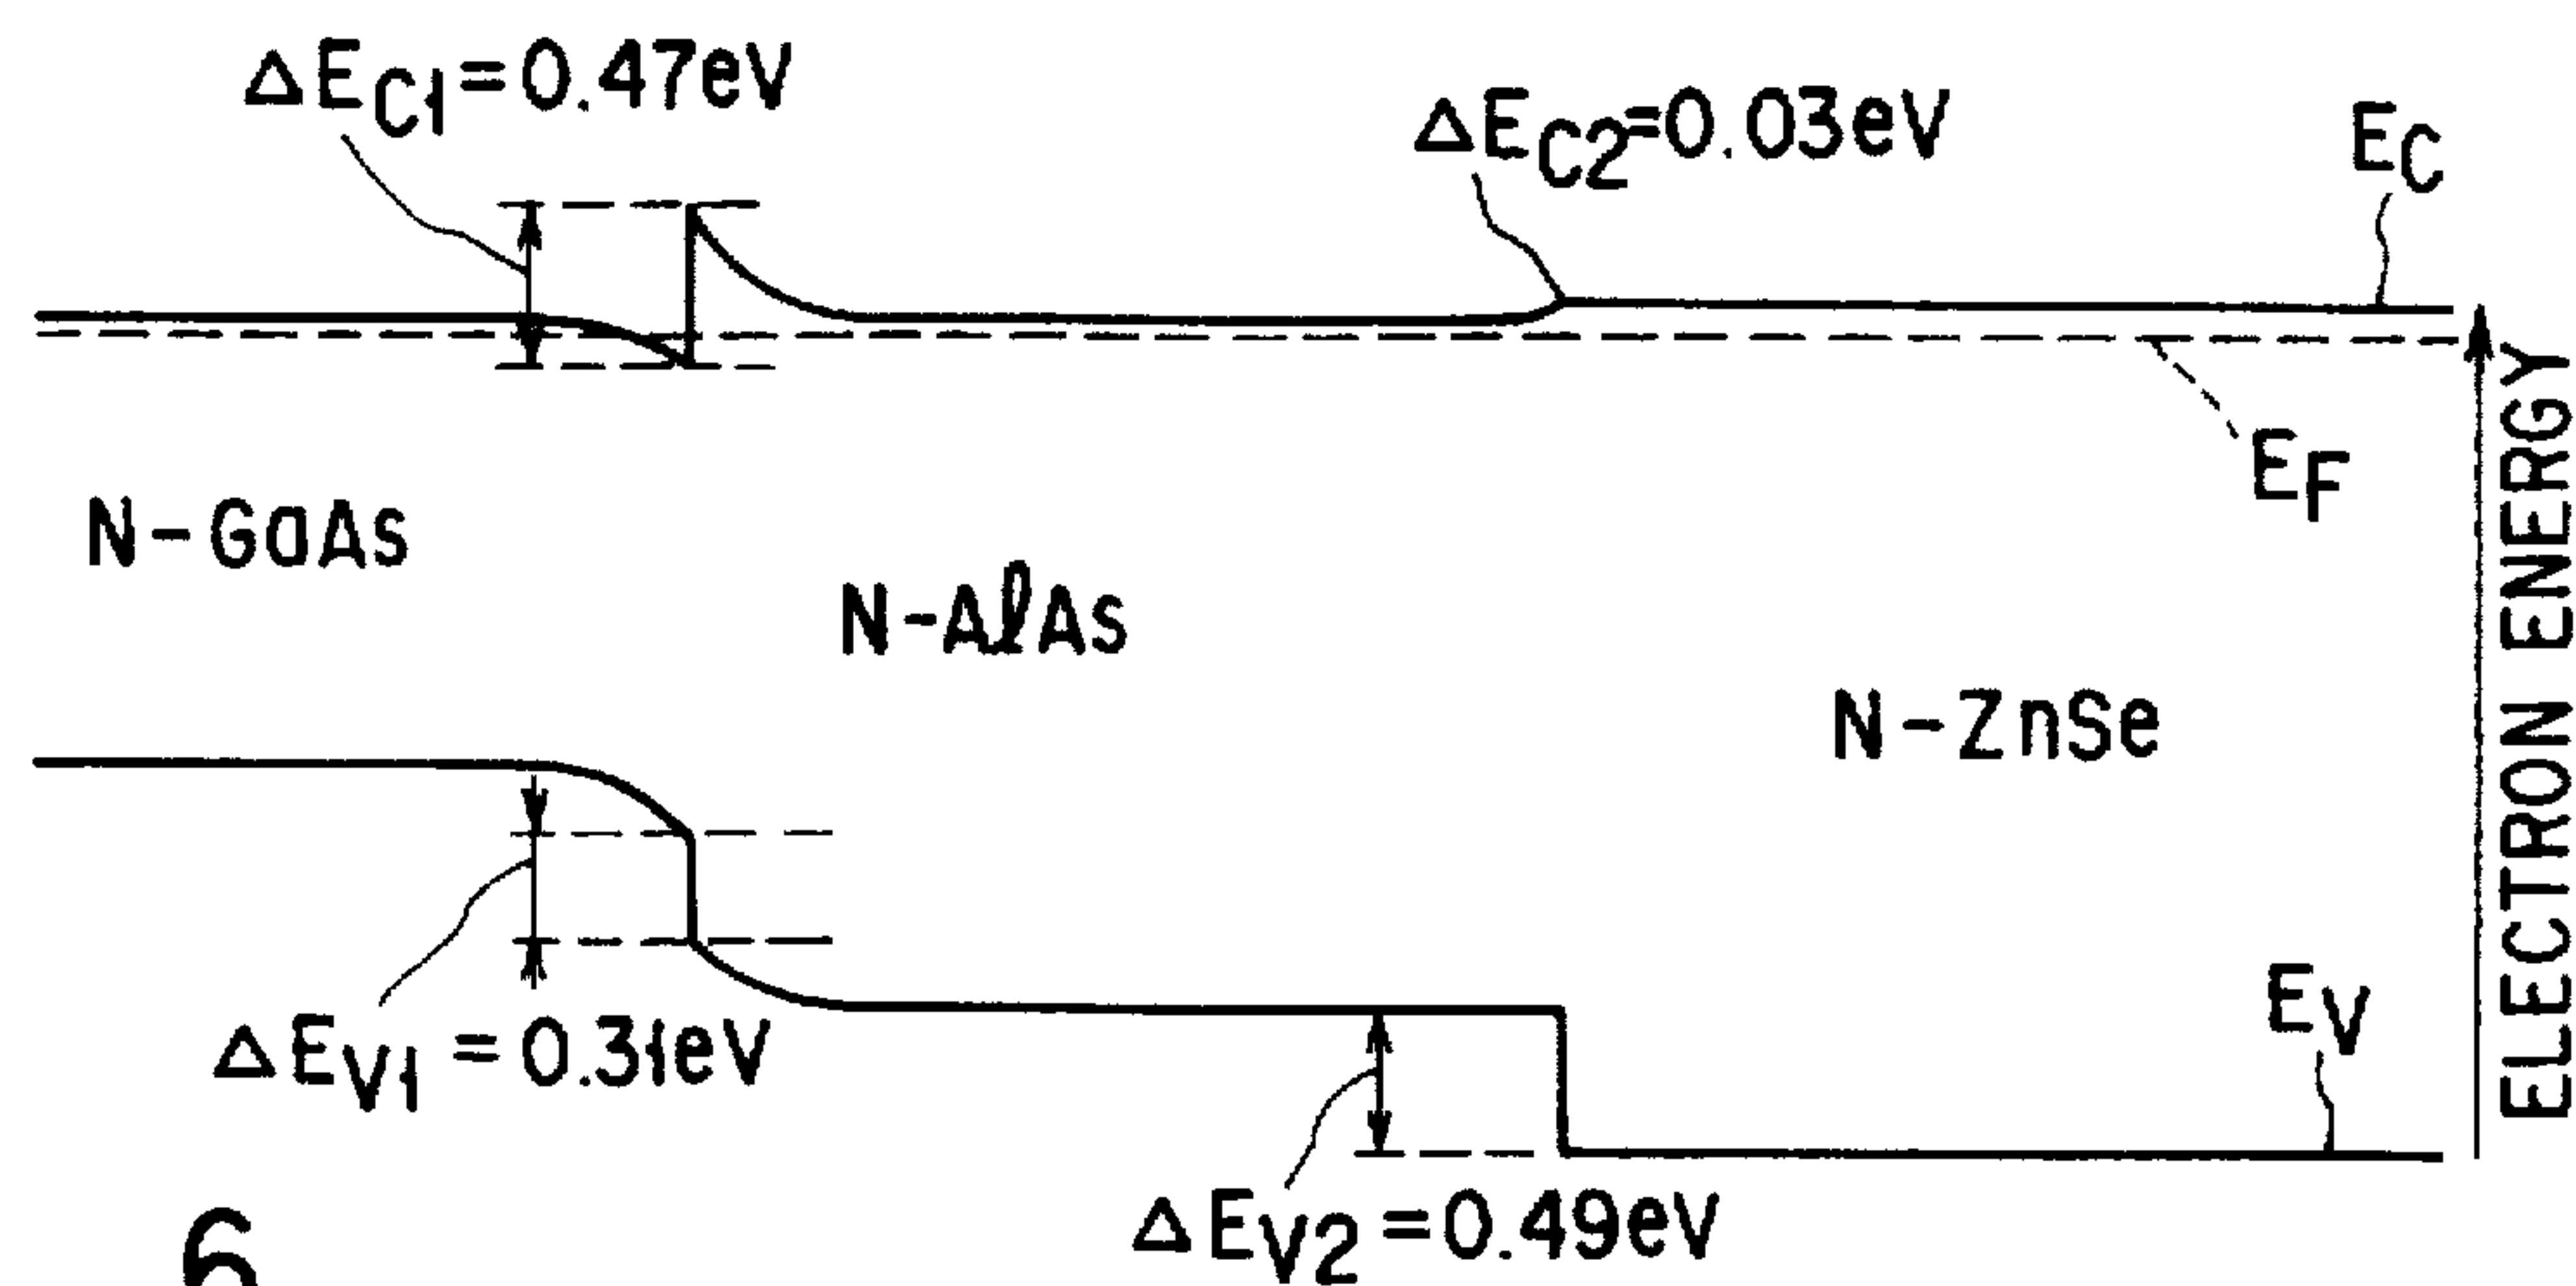 ΔEC1=0.47eV
ΔEC2=0.03eV
EC
EF
N-GaAs
N-AlAs
N-ZnSe
ELECTRON ENERGY
EV
ΔEV1=0.31eV
ΔEV2=0.49eV
6